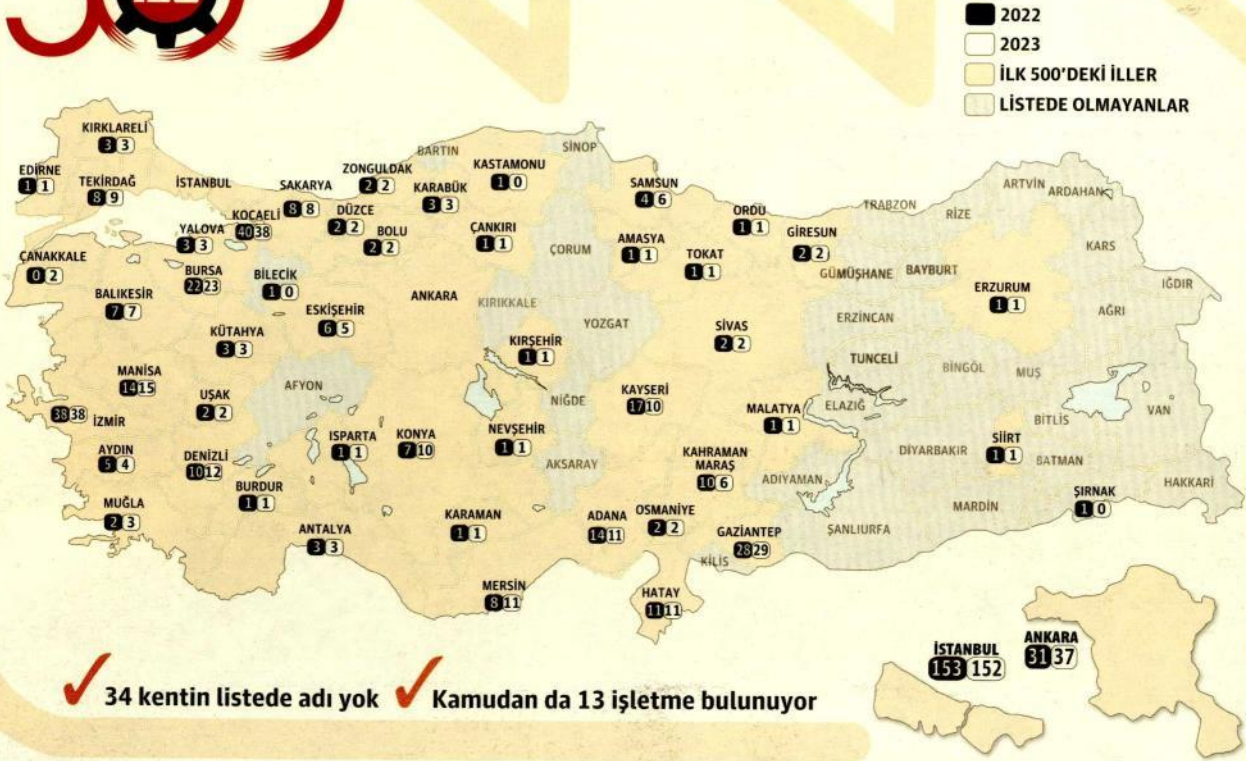 500
2022
2023
İLK 500'DEKİ İLLER
LİSTEDE OLMAYANLAR
KIRKLARELİ
3 3
EDİRNE
1 1
TEKİRDAĞ
8 9
İSTANBUL
SAKARYA
8 8
ZONGULDAK
2 2
BARTIN
KASTAMONU
1 0
SİNOP
KARABÜK
3 3
DÜZCE
2 2
BOLU
2 2
KOCAELİ
40 38
YALOVA
3 3
ÇANKIRI
1 1
SAMSUN
4 6
AMASYA
1 1
ORDU
1 1
TOKAT
1 1
GİRESUN
2 2
TRABZON
RİZE
ARTVİN
ARDAHAN
KARS
IĞDIR
ÇANAKKALE
0 2
BURSA
22 23
BİLECİK
1 0
ÇORUM
GÜMÜŞHANE
BAYBURT
ERZURUM
1 1
AĞRI
BALIKESİR
7 7
ESKİŞEHİR
6 5
ANKARA
KIRIKKALE
YOZGAT
SİVAS
2 2
ERZİNCAN
KÜTAHYA
3 3
KIRŞEHİR
1 1
TUNCELİ
BİNGÖL
MUŞ
MANİSA
14 15
UŞAK
2 2
AFYON
NİĞDE
KAYSERİ
17 10
MALATYA
1 1
ELAZIĞ
BİTLİS
VAN
38 38
İZMİR
AYDIN
5 4
DENİZLİ
10 12
ISPARTA
1 1
KONYA
7 10
NEVŞEHİR
1 1
AKSARAY
KAHRAMAN
MARAŞ
10 6
ADIYAMAN
DİYARBAKIR
SİİRT
1 1
BATMAN
HAKKARİ
ŞIRNAK
1 0
MARDİN
MUĞLA
2 3
BURDUR
1 1
ANTALYA
3 3
KARAMAN
1 1
ADANA
14 11
OSMANİYE
2 2
GAZİANTEP
28 29
KİLİS
ŞANLIURFA
MERSİN
8 11
HATAY
11 11
İSTANBUL
153 152
ANKARA
31 37
34 kentin listede adı yok
Kamudan da 13 işletme bulunuyor